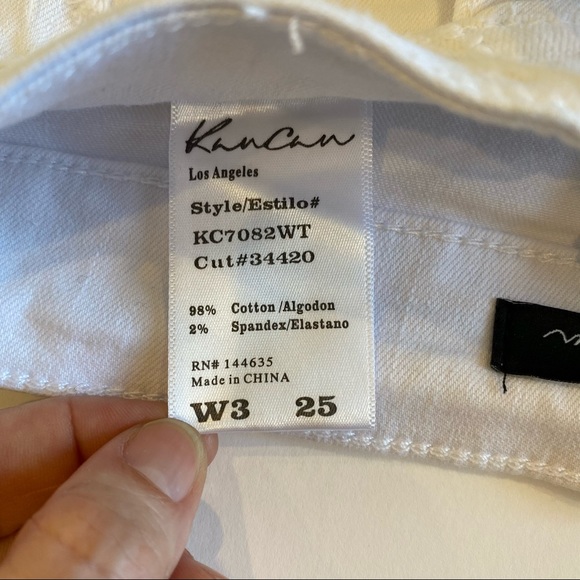 KanCan
Los Angeles
Style/Estilo#
KC7082WT
Cut#34420
98% Cotton/Algodon
2% Spandex/Elastano
RN# 144635
Made in CHINA
W3 25